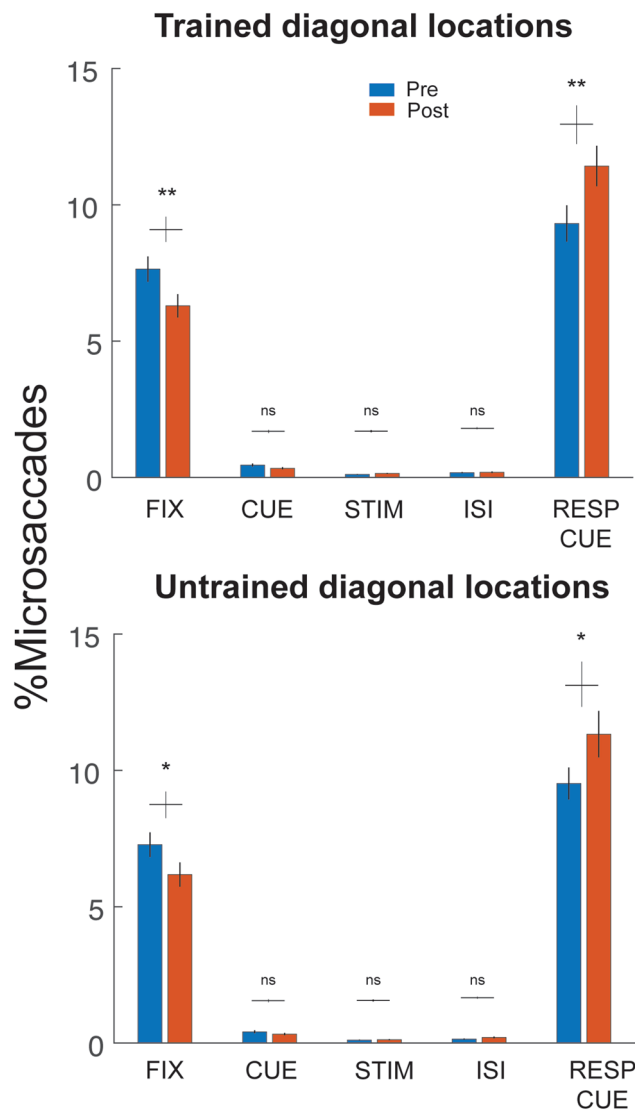 Trained diagonal locations
15
Pre
Post
**
**
10
5
ns
ns
ns
0
FIX
CUE
STIM
ISI
RESP
CUE
%Microsaccades
Untrained diagonal locations
15
*
10
*
5
ns
ns
ns
0
FIX
CUE
STIM
ISI
RESP
CUE